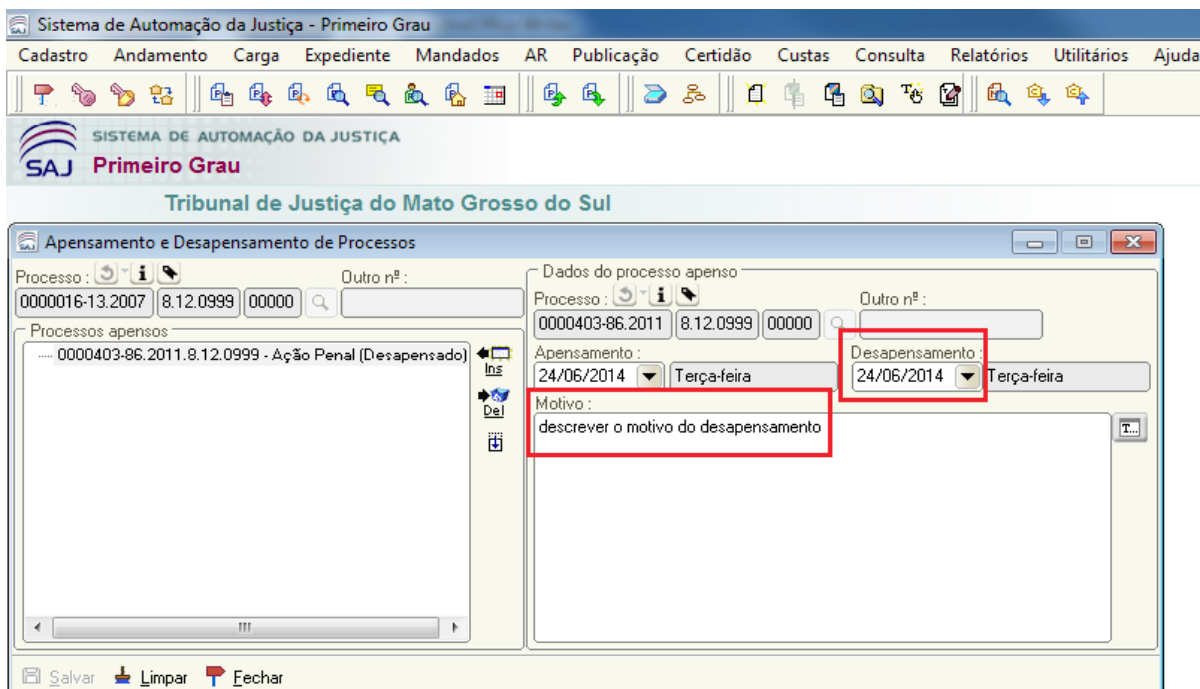 Sistema de Automação da Justiça - Primeiro Grau
Cadastro Andamento Carga Expediente Mandados AR Publicação Certidão Custas Consulta Relatórios Utilitários Ajuda
SISTEMA DE AUTOMAÇÃO DA JUSTIÇA
SAJ Primeiro Grau
Tribunal de Justiça do Mato Grosso do Sul
Apensamento e Desapensamento de Processos
Processo : Outro nº :
0000016-13.2007 8.12.0999 00000
Processos apensos
0000403-86.2011.8.12.0999 - Ação Penal (Desapensado)
Ins
Del
Dados do processo apenso
Processo : Outro nº :
0000403-86.2011 8.12.0999 00000
Apensamento : Desapensamento :
24/06/2014 Terça-feira 24/06/2014 Terça-feira
Motivo :
descrever o motivo do desapensamento
T...
Salvar Limpar Fechar